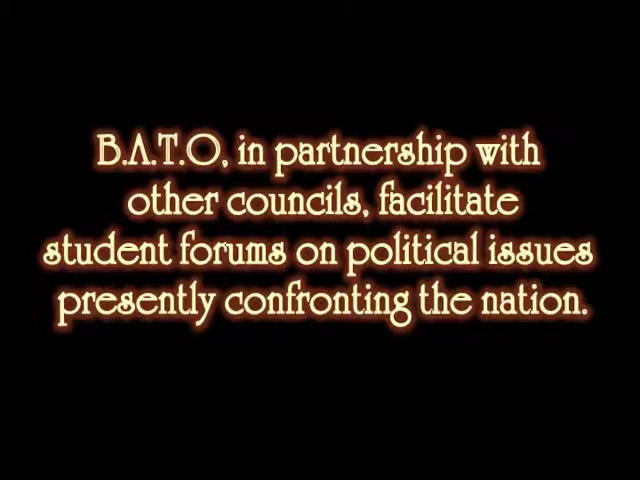 B.A.T.O, in partnership with
other councils, facilitate
student forums on political issues
presently confronting the nation.